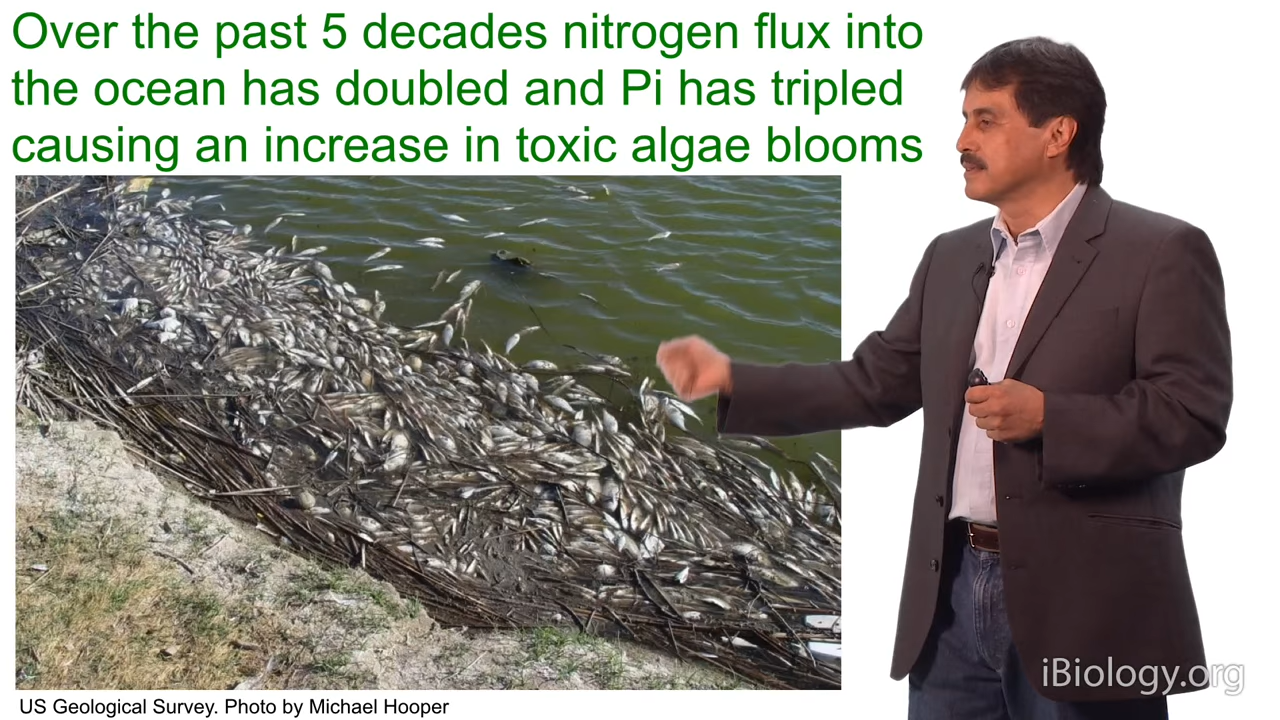 Over the past 5 decades nitrogen flux into
the ocean has doubled and Pi has tripled
causing an increase in toxic algae blooms
US Geological Survey. Photo by Michael Hooper
iBiology.org